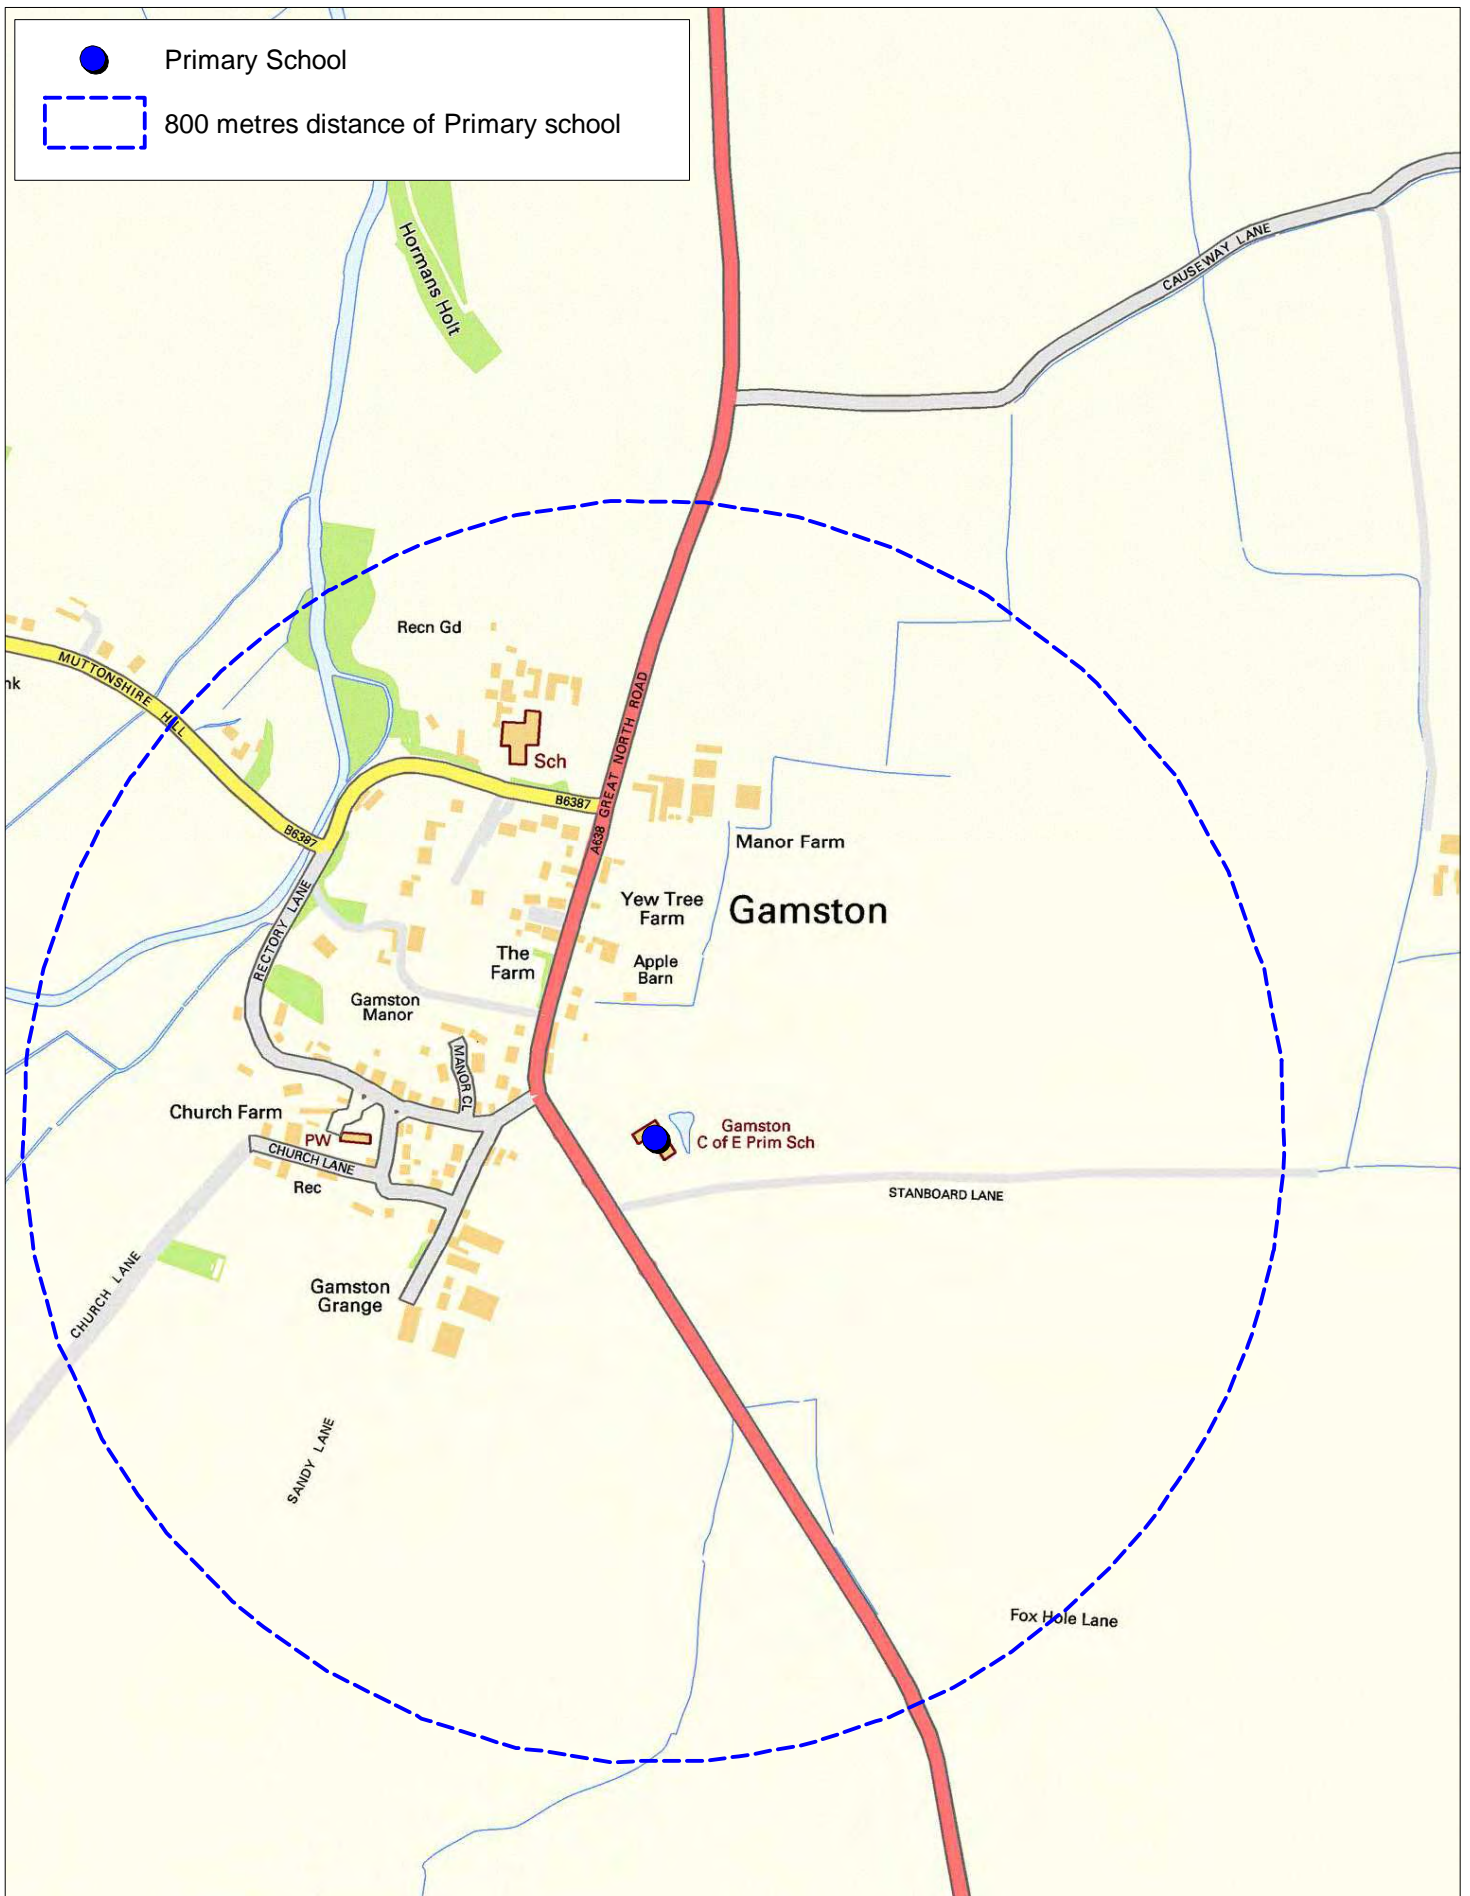 Primary School
800 metres distance of Primary school
Hormans Holt
CAUSEWAY LANE
Recn Gd
MUTTONSHIRE HILL
nk
A638 GREAT NORTH ROAD
Sch
B6387
B6387
Manor Farm
Yew Tree
Farm
Gamston
RECTORY LANE
The
Farm
Apple
Barn
Gamston
Manor
MANOR CL
Church Farm
PW
CHURCH LANE
Rec
Gamston
C of E Prim Sch
STANBOARD LANE
CHURCH LANE
Gamston
Grange
SANDY LANE
Fox Hole Lane